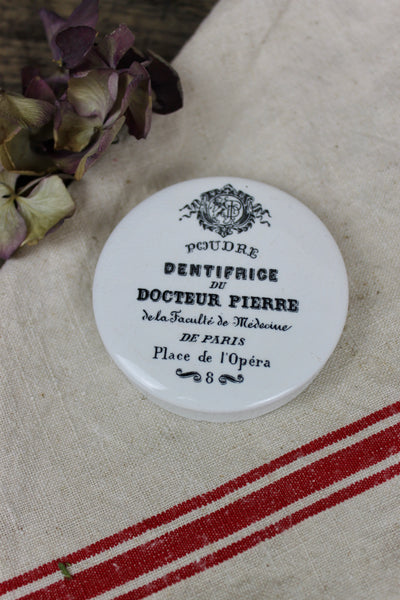 POUDRE
DENTIFRICE
DU
DOCTEUR PIERRE
de la Faculté de Médecine
DE PARIS
Place de l'Opéra
8